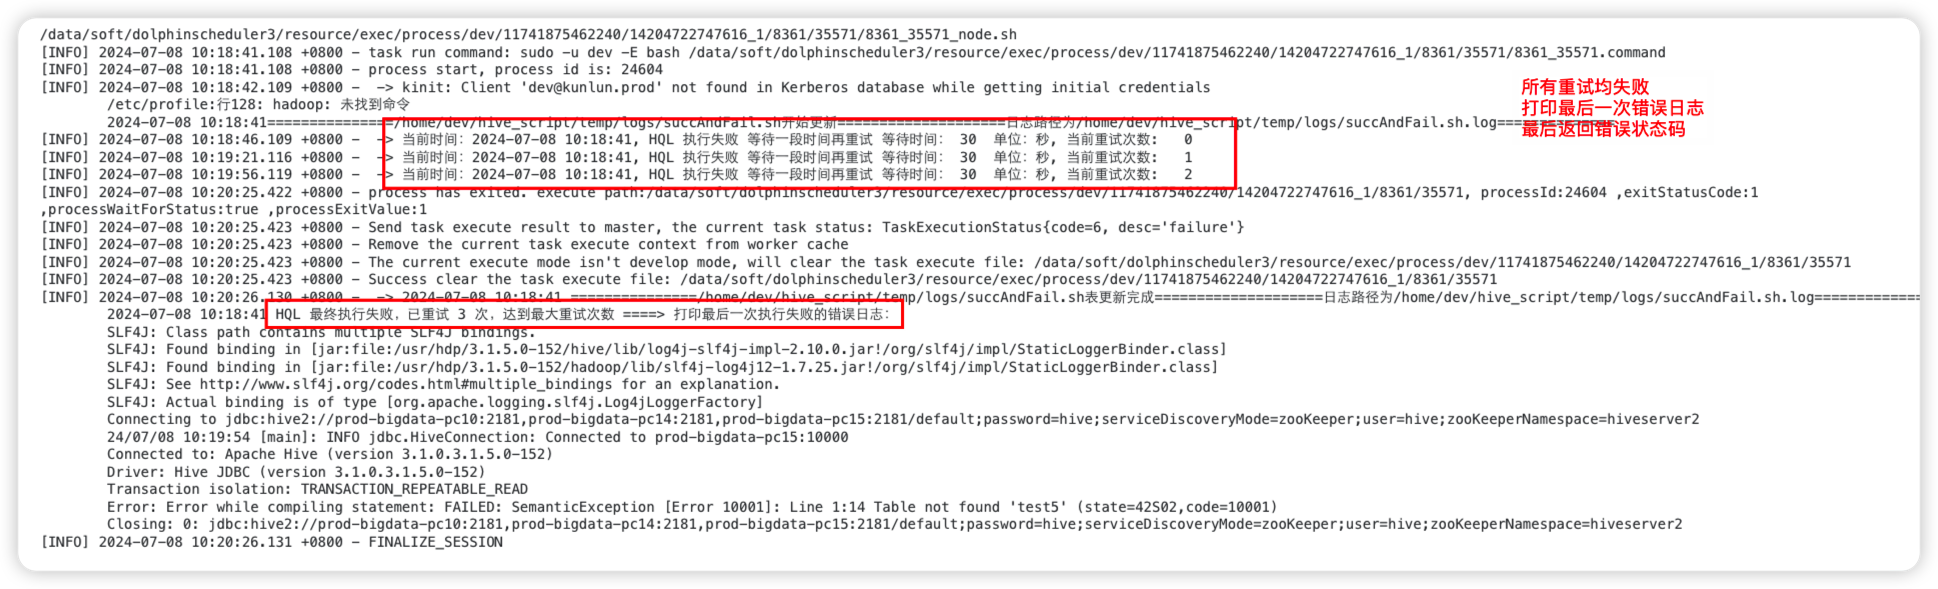 /data/soft/dolphinscheduler3/resource/exec/process/dev/11741875462240/14204722747616_1/8361/35571/8361_35571_node.sh
[INFO] 2024-07-08 10:18:41.108 +0800 - task run command: sudo -u dev -E bash /data/soft/dolphinscheduler3/resource/exec/process/dev/11741875462240/14204722747616_1/8361/35571/8361_35571.command
[INFO] 2024-07-08 10:18:41.108 +0800 - process start, process id is: 24604
[INFO] 2024-07-08 10:18:42.109 +0800 -  -> kinit: Client 'dev@kunlun.prod' not found in Kerberos database while getting initial credentials
所有重试均失败
/etc/profile:行128: hadoop: 未找到命令
打印最后一次错误日志
2024-07-08 10:18:41===============/home/dev/hive_script/temp/logs/succAndFail.sh开始更新====================日志路径为/home/dev/hive_script/temp/logs/succAndFail.sh.log===============
最后返回错误状态码
[INFO] 2024-07-08 10:18:46.109 +0800 -  -> 当前时间: 2024-07-08 10:18:41, HQL 执行失败 等待一段时间再重试 等待时间:  30  单位: 秒, 当前重试次数:   0
[INFO] 2024-07-08 10:19:21.116 +0800 -  -> 当前时间: 2024-07-08 10:18:41, HQL 执行失败 等待一段时间再重试 等待时间:  30  单位: 秒, 当前重试次数:   1
[INFO] 2024-07-08 10:19:56.119 +0800 -  -> 当前时间: 2024-07-08 10:18:41, HQL 执行失败 等待一段时间再重试 等待时间:  30  单位: 秒, 当前重试次数:   2
[INFO] 2024-07-08 10:20:25.422 +0800 - process has exited. execute path:/data/soft/dolphinscheduler3/resource/exec/process/dev/11741875462240/14204722747616_1/8361/35571, processId:24604 ,exitStatusCode:1
,processWaitForStatus:true ,processExitValue:1
[INFO] 2024-07-08 10:20:25.423 +0800 - Send task execute result to master, the current task status: TaskExecutionStatus{code=6, desc='failure'}
[INFO] 2024-07-08 10:20:25.423 +0800 - Remove the current task execute context from worker cache
[INFO] 2024-07-08 10:20:25.423 +0800 - The current execute mode isn't develop mode, will clear the task execute file: /data/soft/dolphinscheduler3/resource/exec/process/dev/11741875462240/14204722747616_1/8361/35571
[INFO] 2024-07-08 10:20:25.423 +0800 - Success clear the task execute file: /data/soft/dolphinscheduler3/resource/exec/process/dev/11741875462240/14204722747616_1/8361/35571
[INFO] 2024-07-08 10:20:26.130 +0800 -  -> 2024-07-08 10:18:41 ===============/home/dev/hive_script/temp/logs/succAndFail.sh表更新完成====================日志路径为/home/dev/hive_script/temp/logs/succAndFail.sh.log=============
2024-07-08 10:18:41 HQL 最终执行失败, 已重试 3 次, 达到最大重试次数 ====> 打印最后一次执行失败的错误日志:
SLF4J: Class path contains multiple SLF4J bindings.
SLF4J: Found binding in [jar:file:/usr/hdp/3.1.5.0-152/hive/lib/log4j-slf4j-impl-2.10.0.jar!/org/slf4j/impl/StaticLoggerBinder.class]
SLF4J: Found binding in [jar:file:/usr/hdp/3.1.5.0-152/hadoop/lib/slf4j-log4j12-1.7.25.jar!/org/slf4j/impl/StaticLoggerBinder.class]
SLF4J: See http://www.slf4j.org/codes.html#multiple_bindings for an explanation.
SLF4J: Actual binding is of type [org.apache.logging.slf4j.Log4jLoggerFactory]
Connecting to jdbc:hive2://prod-bigdata-pc10:2181,prod-bigdata-pc14:2181,prod-bigdata-pc15:2181/default;password=hive;serviceDiscoveryMode=zooKeeper;user=hive;zooKeeperNamespace=hiveserver2
24/07/08 10:19:54 [main]: INFO jdbc.HiveConnection: Connected to prod-bigdata-pc15:10000
Connected to: Apache Hive (version 3.1.0.3.1.5.0-152)
Driver: Hive JDBC (version 3.1.0.3.1.5.0-152)
Transaction isolation: TRANSACTION_REPEATABLE_READ
Error: Error while compiling statement: FAILED: SemanticException [Error 10001]: Line 1:14 Table not found 'test5' (state=42S02,code=10001)
Closing: 0: jdbc:hive2://prod-bigdata-pc10:2181,prod-bigdata-pc14:2181,prod-bigdata-pc15:2181/default;password=hive;serviceDiscoveryMode=zooKeeper;user=hive;zooKeeperNamespace=hiveserver2
[INFO] 2024-07-08 10:20:26.131 +0800 - FINALIZE_SESSION